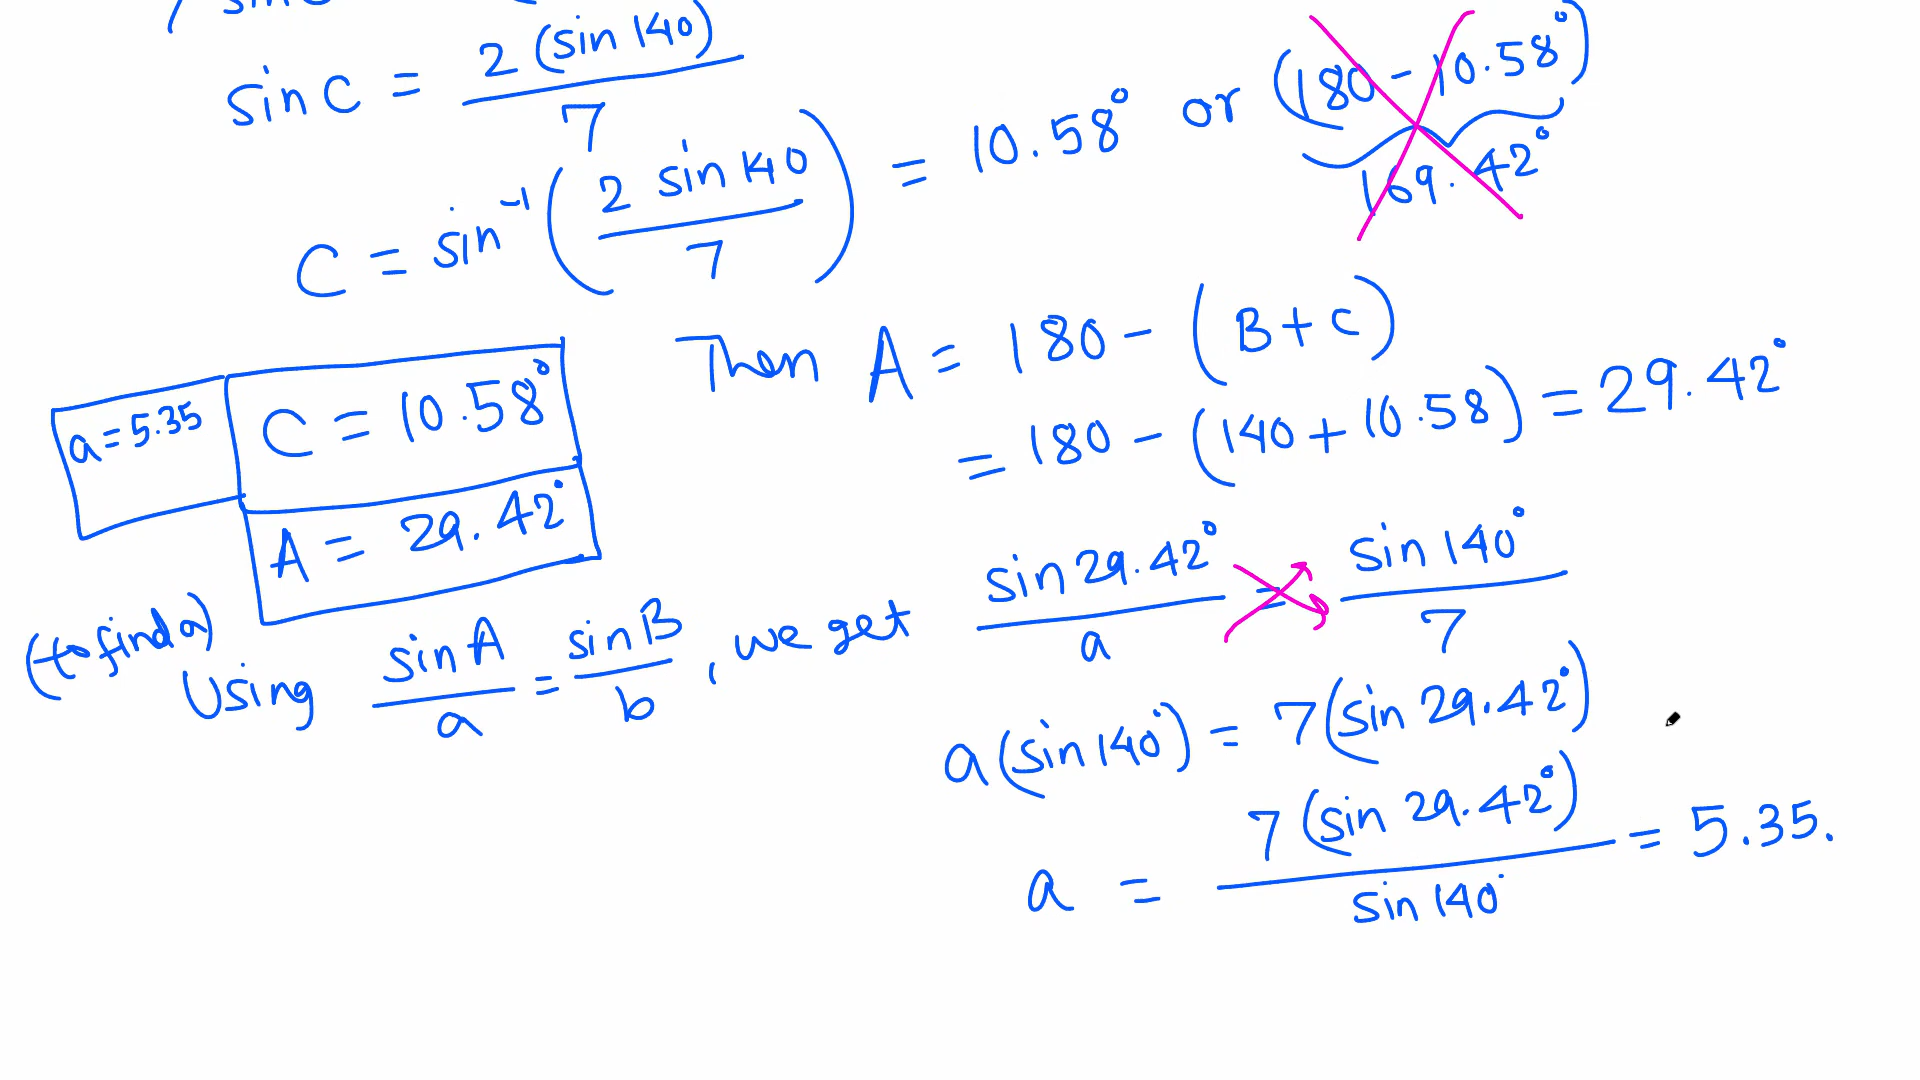 sin C = 2 (sin 140) / 7
C = sin⁻¹ ( 2 sin 140 / 7 ) = 10.58° or (180 - 10.58°)
169.42°
Then A = 180 - (B + C)
= 180 - (140 + 10.58) = 29.42°
a = 5.35
C = 10.58°
A = 29.42°
(to find a)
Using sin A / a = sin B / b , we get sin 29.42° / a = sin 140° / 7
a (sin 140°) = 7 (sin 29.42°)
a = 7 (sin 29.42°) / sin 140° = 5.35.